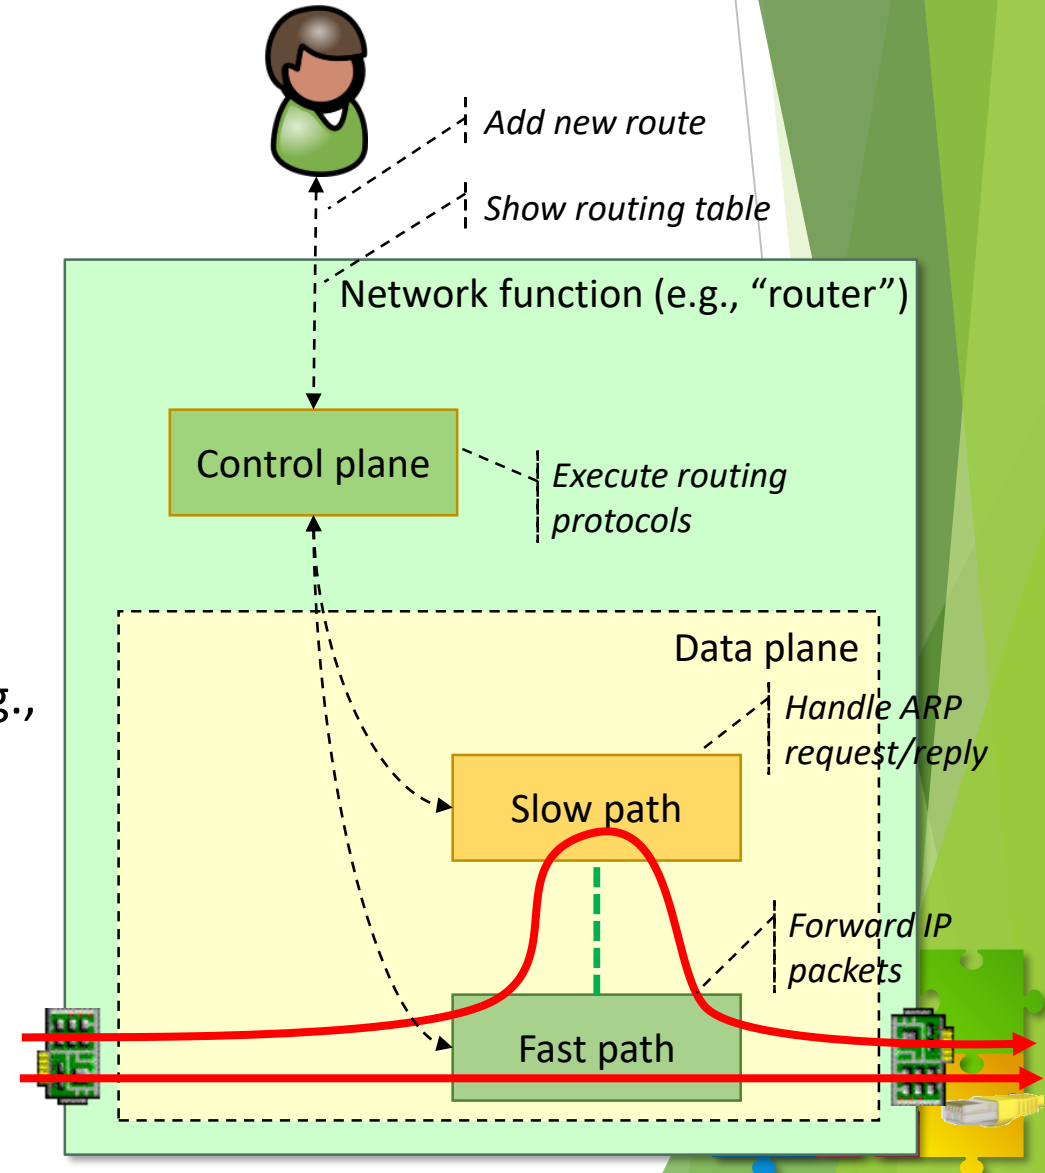 Add new route
Show routing table
Network function (e.g., “router”)
Control plane
Execute routing
protocols
Data plane
g.,
Handle ARP
request/reply
Slow path
Forward IP
packets
Fast path